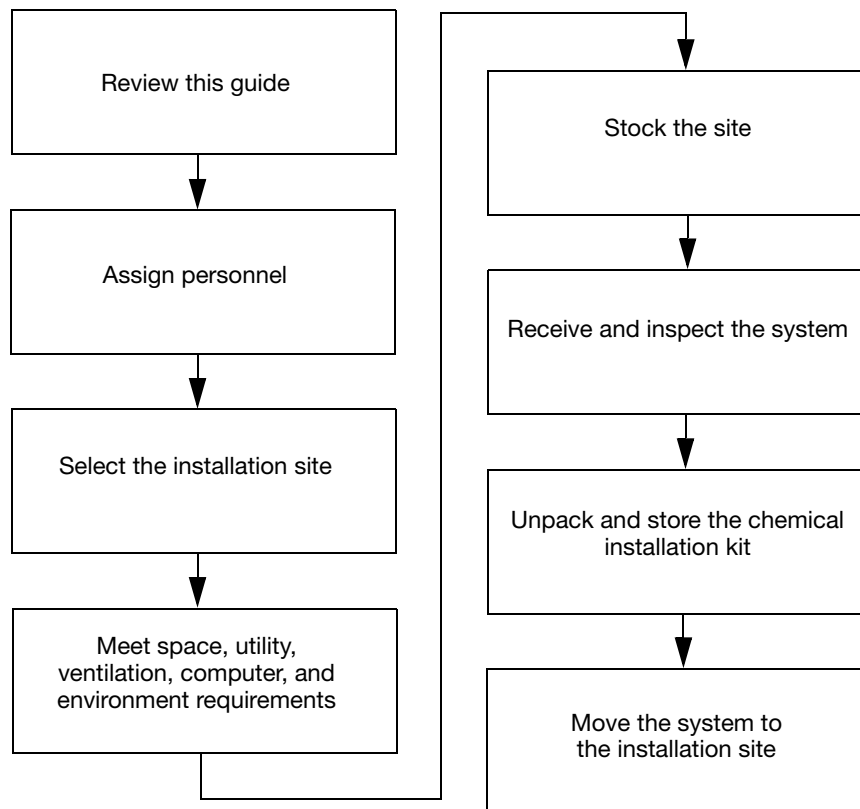 Review this guide
Assign personnel
Select the installation site
Meet space, utility,
ventilation, computer, and
environment requirements
Stock the site
Receive and inspect the system
Unpack and store the chemical
installation kit
Move the system to
the installation site